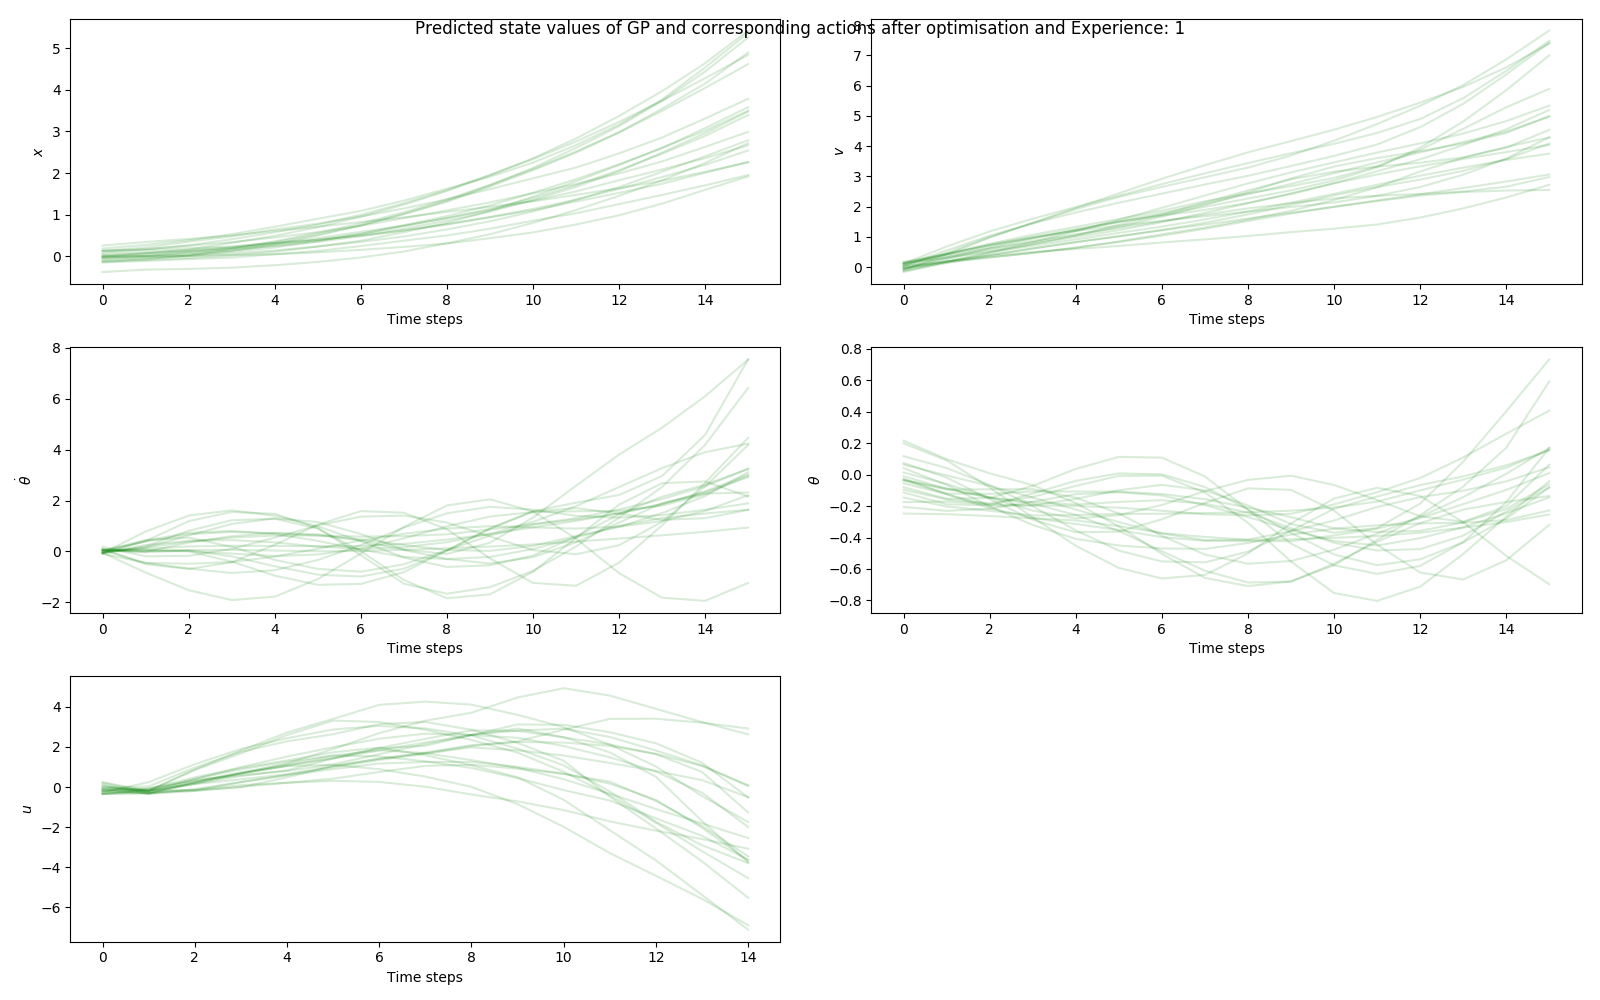 Predicted state values of GP and corresponding actions after optimisation and Experience: 1
5
4
3
2
1
0
x
0 2 4 6 8 10 12 14
Time steps
8
7
6
5
4
3
2
1
0
v
0 2 4 6 8 10 12 14
Time steps
8
6
4
2
0
−2
θ̇
0 2 4 6 8 10 12 14
Time steps
0.8
0.6
0.4
0.2
0.0
−0.2
−0.4
−0.6
−0.8
θ
0 2 4 6 8 10 12 14
Time steps
4
2
0
−2
−4
−6
u
0 2 4 6 8 10 12 14
Time steps